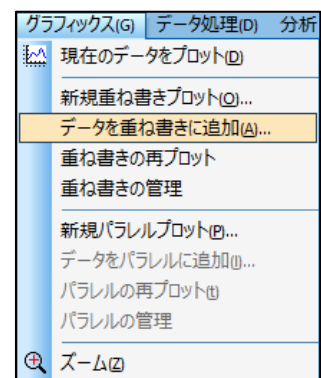 グラフィックス(G) データ処理(D) 分析
現在のデータをプロット(D)
新規重ね書きプロット(O)...
データを重ね書きに追加(A)...
重ね書きの再プロット
重ね書きの管理
新規パラレルプロット(P)...
データをパラレルに追加(I)...
パラレルの再プロット(t)
パラレルの管理
ズーム(Z)